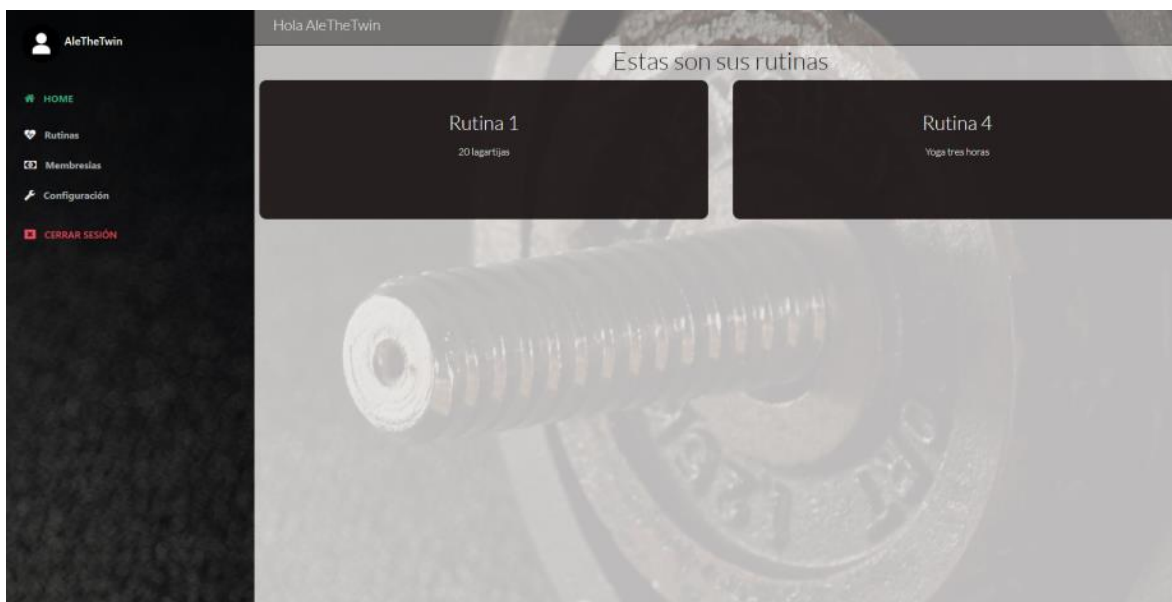 AleTheTwin
HOME
Rutinas
Membresías
Configuración
CERRAR SESIÓN
Hola AleTheTwin
Estas son sus rutinas
Rutina 1
20 lagartijas
Rutina 4
Yoga tres horas